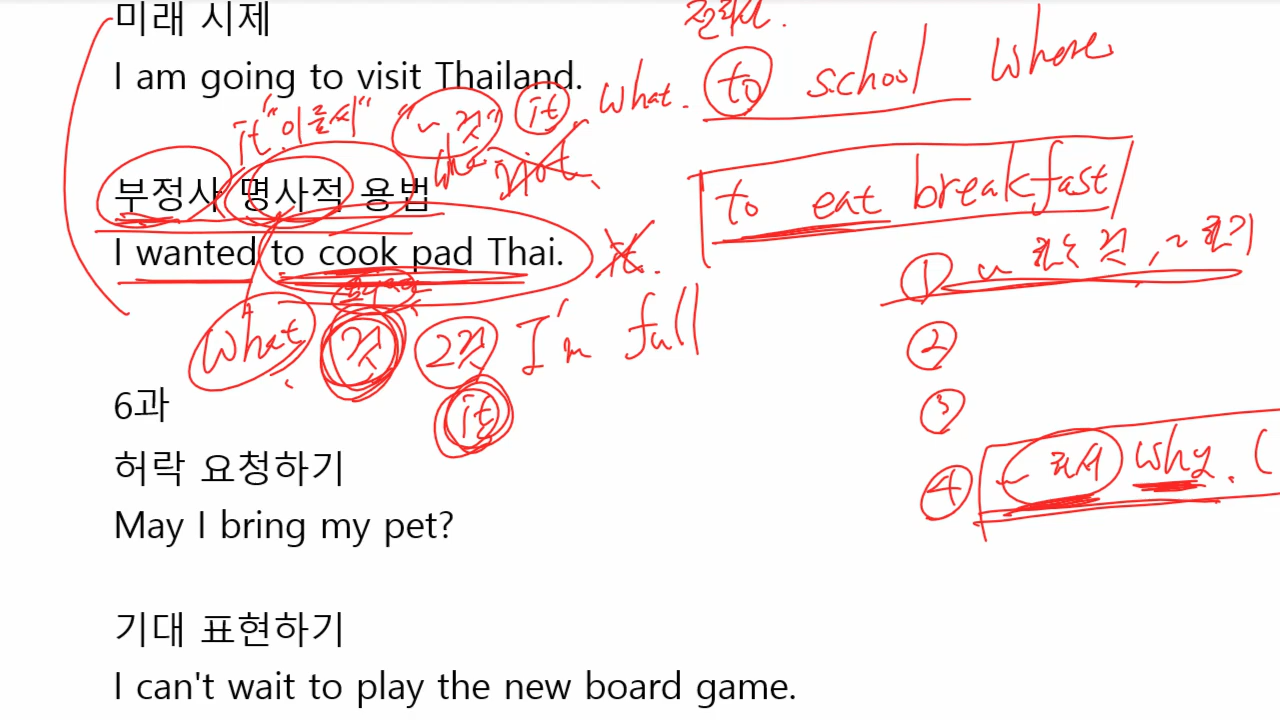 미래 시제
전치사.
I am going to visit Thailand.
to school where
it "이름씨" "~것" it what.
부정사 명사적 용법
to eat breakfast
I wanted to cook pad Thai. it.
① ~ 하는 것, ~ 하기
what 것 그것 I'm full
②
it
③
6과
④ ~ 해서 why. (
허락 요청하기
May I bring my pet?
기대 표현하기
I can't wait to play the new board game.